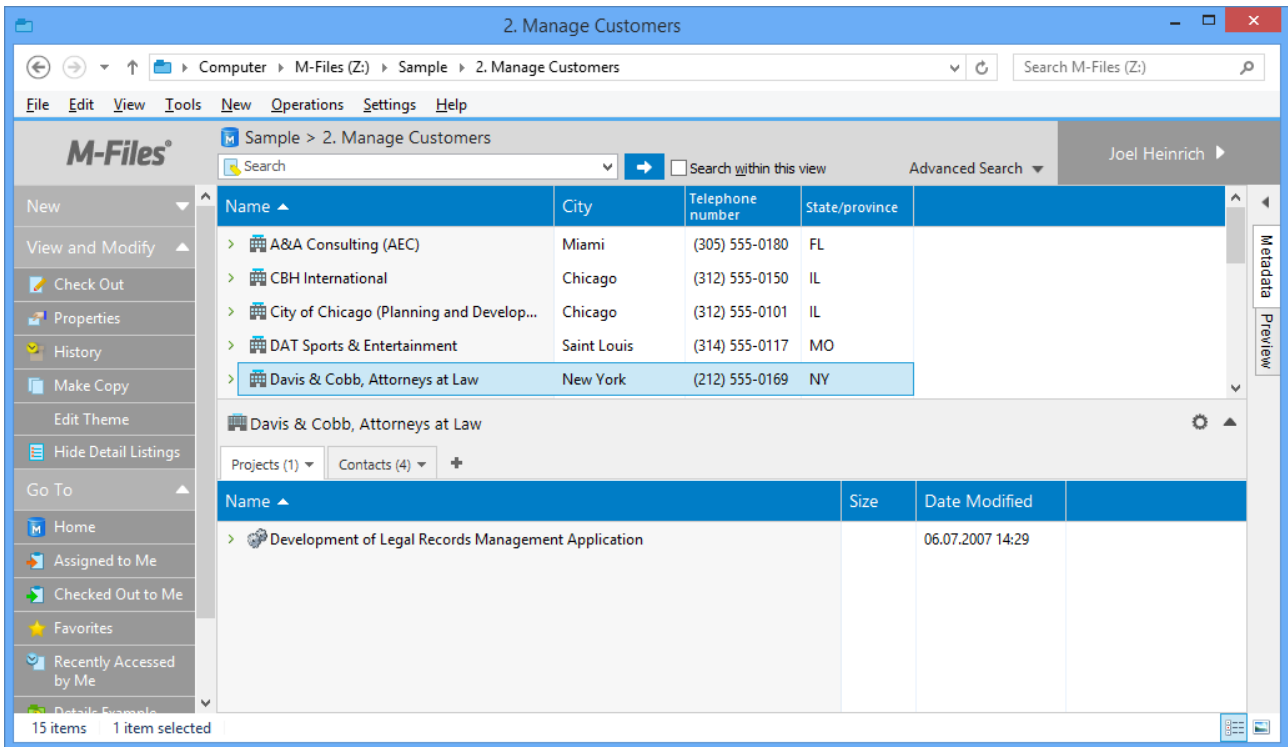 2. Manage Customers
Computer M-Files (Z:) Sample 2. Manage Customers
Search M-Files (Z:)
File Edit View Tools New Operations Settings Help
M-Files®
Sample > 2. Manage Customers
Search
Search within this view
Advanced Search
Joel Heinrich
New
View and Modify
Check Out
Properties
History
Make Copy
Edit Theme
Hide Detail Listings
Go To
Home
Assigned to Me
Checked Out to Me
Favorites
Recently Accessed
by Me
Details Example
Name City Telephone number State/province
A&A Consulting (AEC) Miami (305) 555-0180 FL
CBH International Chicago (312) 555-0150 IL
City of Chicago (Planning and Develop... Chicago (312) 555-0101 IL
DAT Sports & Entertainment Saint Louis (314) 555-0117 MO
Davis & Cobb, Attorneys at Law New York (212) 555-0169 NY
Metadata
Preview
Davis & Cobb, Attorneys at Law
Projects (1) Contacts (4)
Name Size Date Modified
Development of Legal Records Management Application 06.07.2007 14:29
15 items 1 item selected